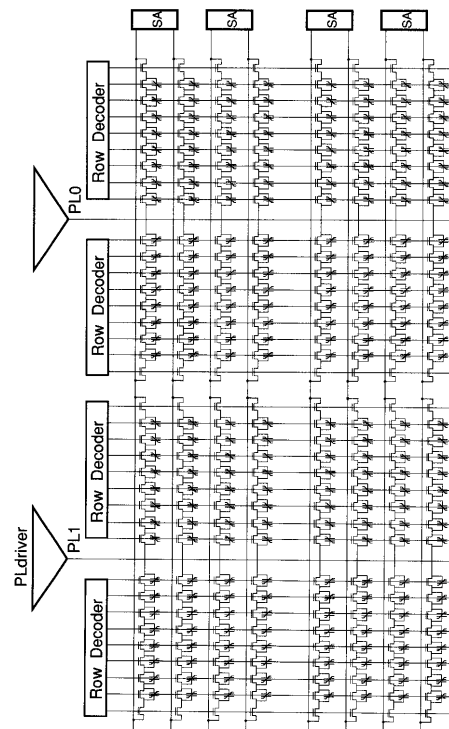 SA
SA
SA
SA
Row Decoder
PL0
Row Decoder
Row Decoder
PLdriver
PL1
Row Decoder